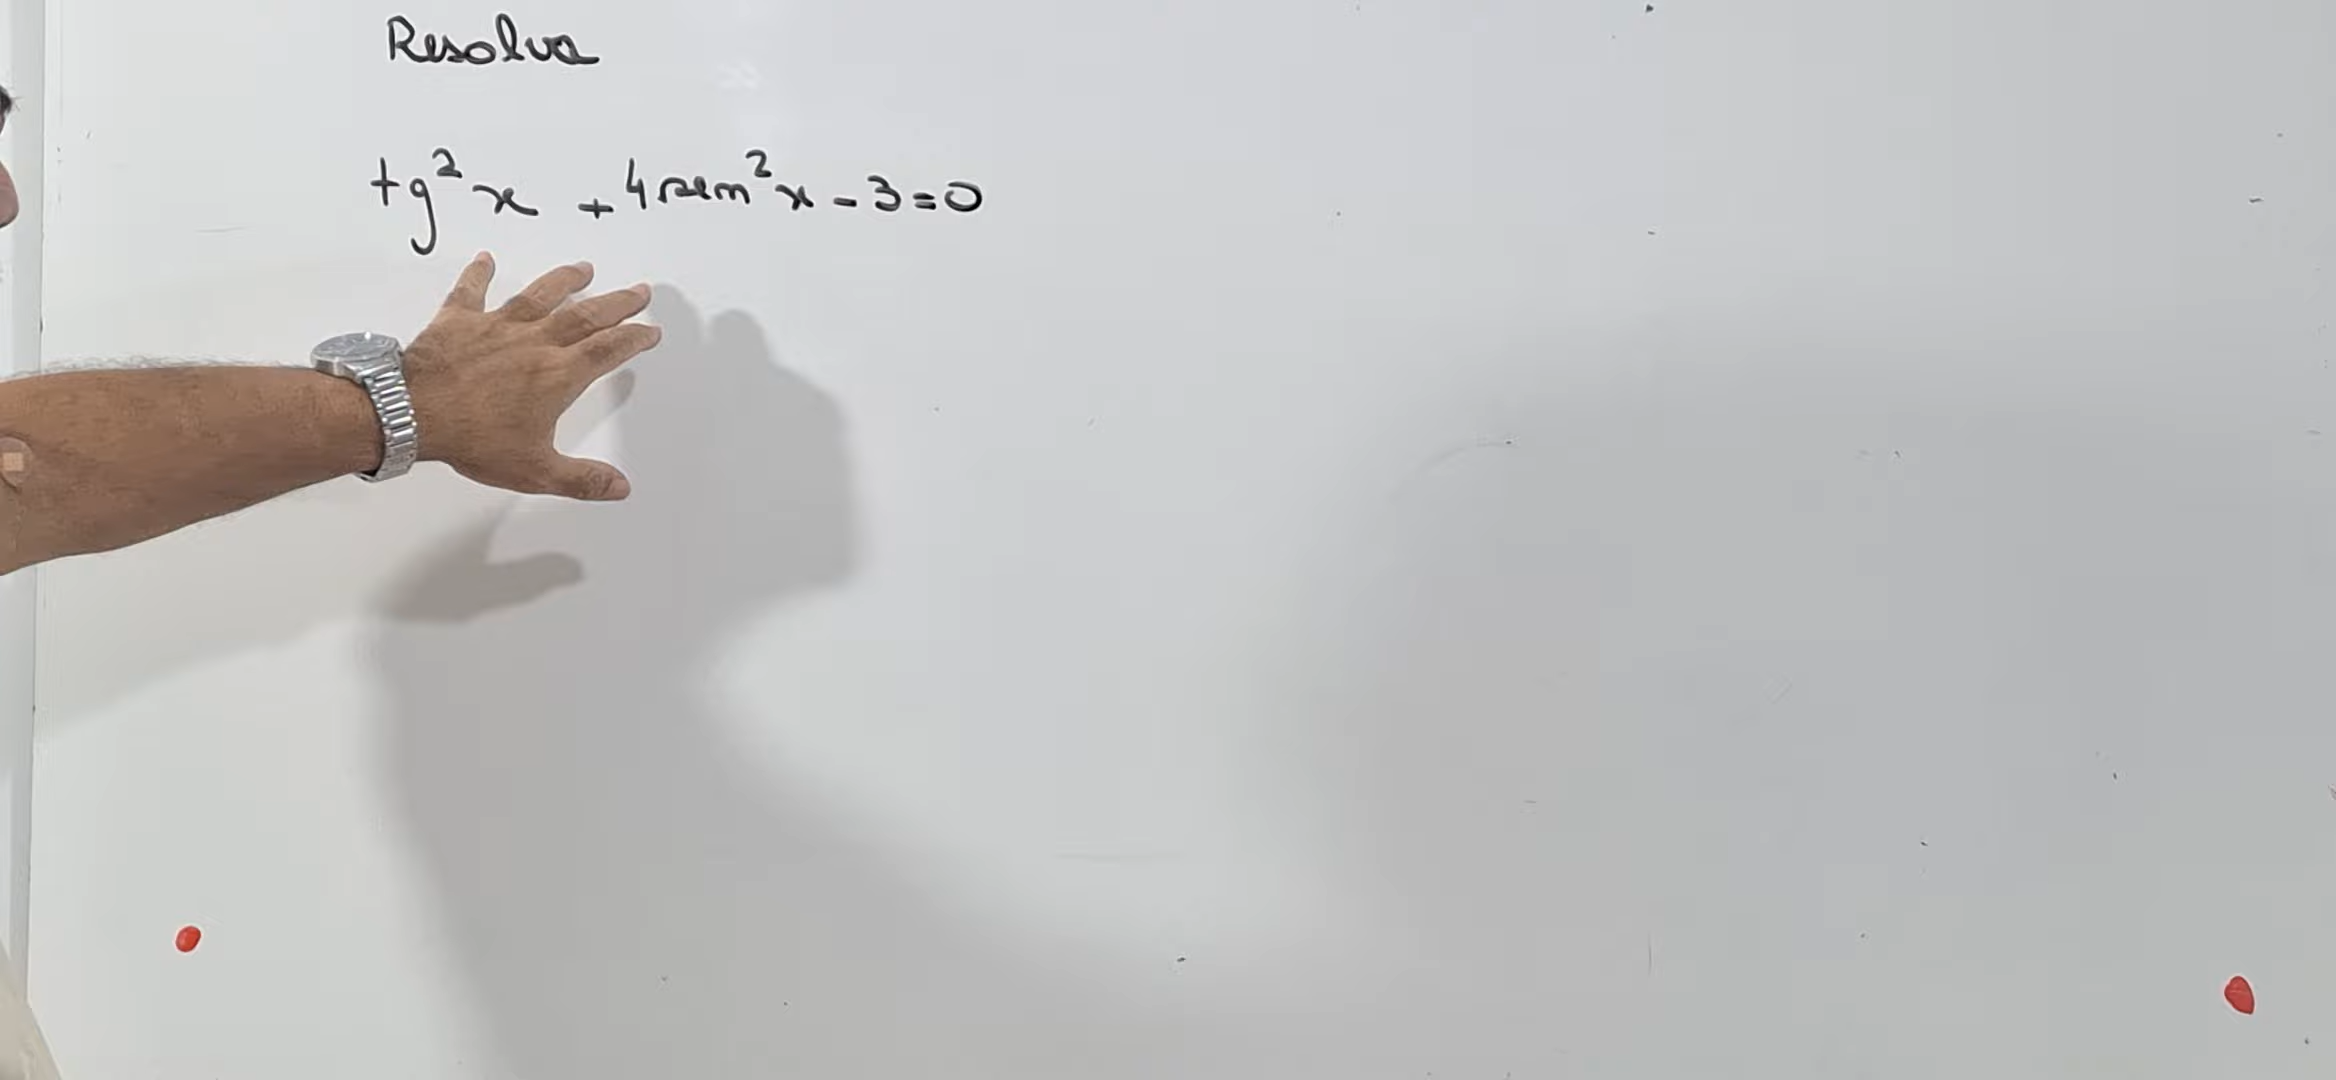 Resolva
tg²x + 4sen²x - 3 = 0